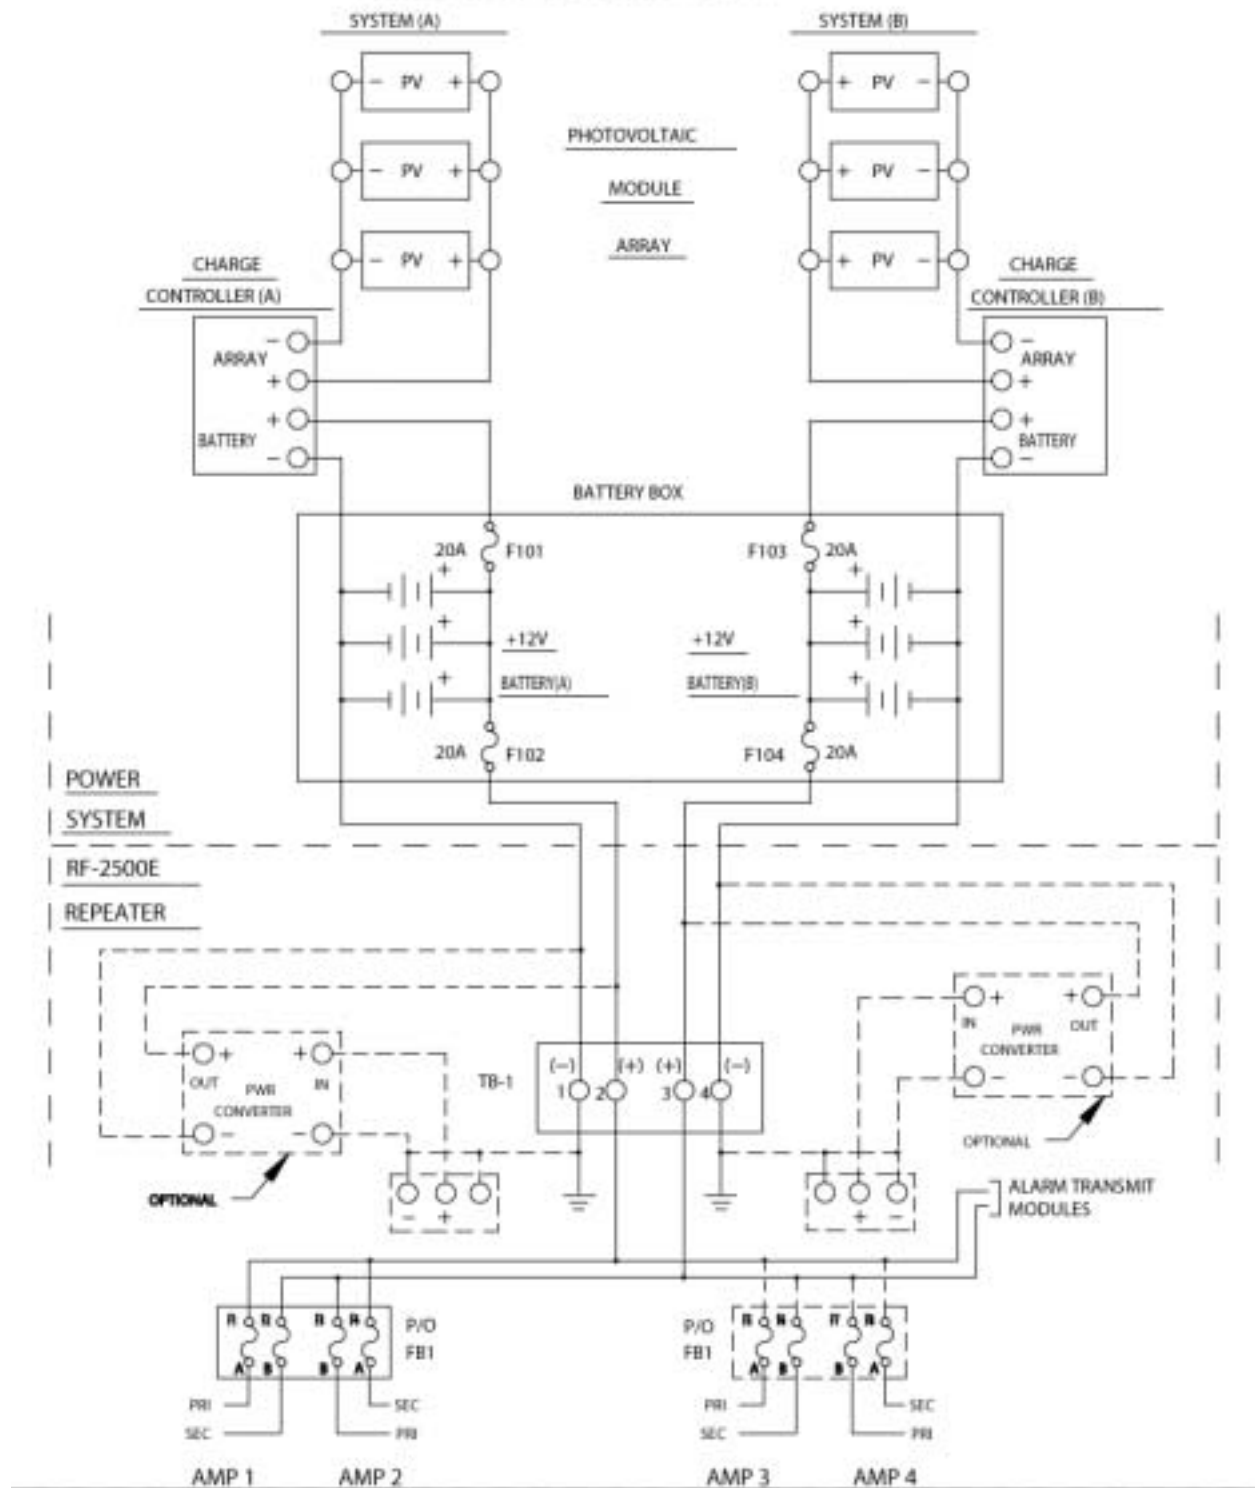 SYSTEM (A)
SYSTEM (B)
- PV +
+ PV -
PHOTOVOLTAIC
- PV +
+ PV -
MODULE
ARRAY
- PV +
+ PV -
CHARGE
CONTROLLER (A)
CHARGE
CONTROLLER (B)
-
ARRAY
+
+
BATTERY
-
-
ARRAY
+
+
BATTERY
-
BATTERY BOX
20A F101
F103 20A
+
+
+
+
+12V
+12V
+
+
BATTERY(A)
BATTERY(B)
20A F102
F104 20A
POWER
SYSTEM
RF-2500E
REPEATER
+ +
IN OUT
PWR
CONVERTER
- -
OPTIONAL
+ +
OUT IN
PWR
CONVERTER
- -
OPTIONAL
TB-1
(-) (+) (+) (-)
1 2 3 4
- +
+ -
ALARM TRANSMIT
MODULES
P/O
FB1
A B B A
P/O
FB1
A B B A
PRI SEC
SEC PRI
PRI SEC
SEC PRI
AMP 1 AMP 2 AMP 3 AMP 4